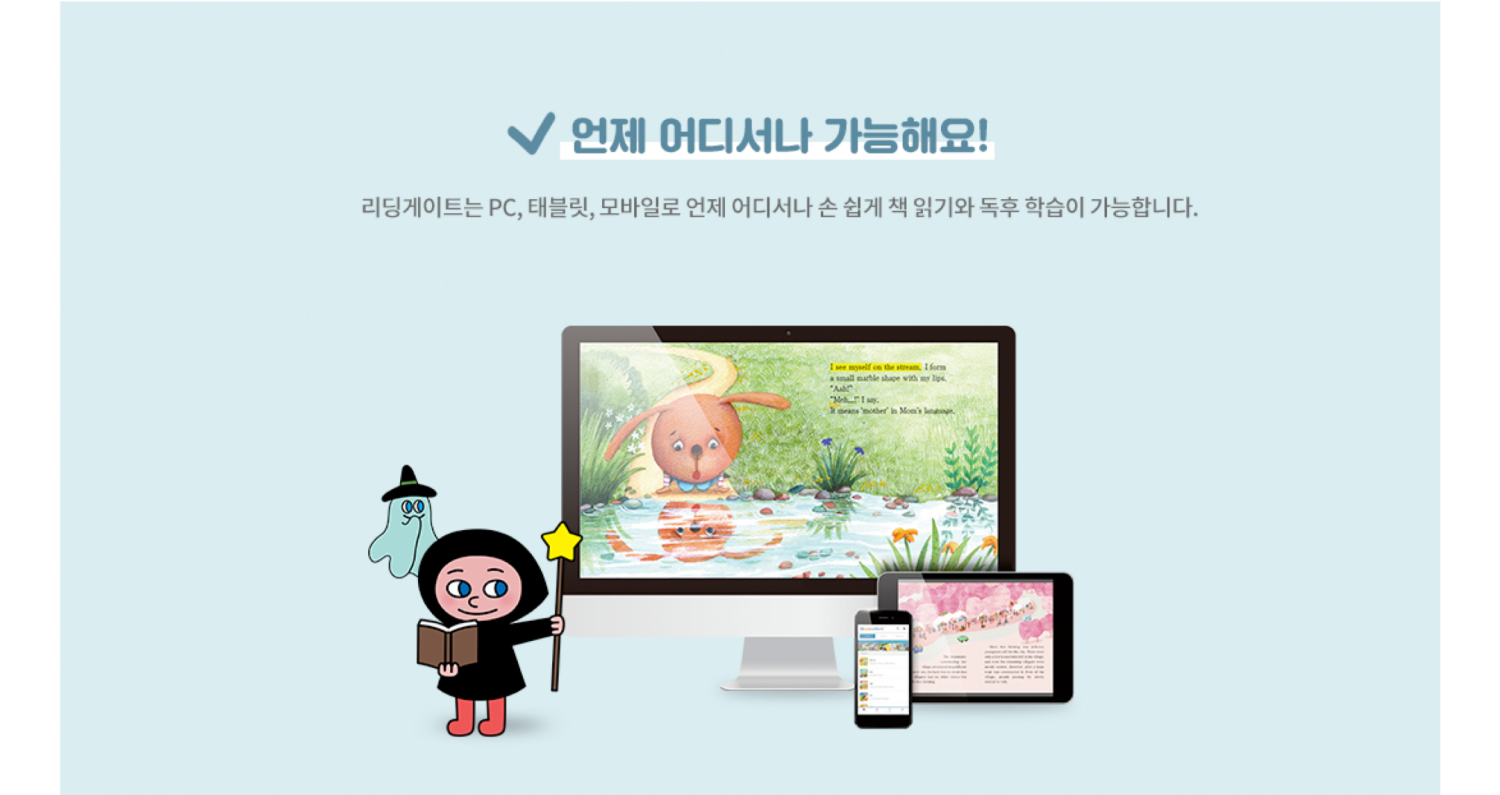 언제 어디서나 가능해요!
리딩게이트는 PC, 태블릿, 모바일로 언제 어디서나 손 쉽게 책 읽기와 독후 학습이 가능합니다.
I see myself on the stream, I form
a small marble shape with my lips.
"Aah!"
"Meh...!" I say.
It means 'mother' in Mom's language.